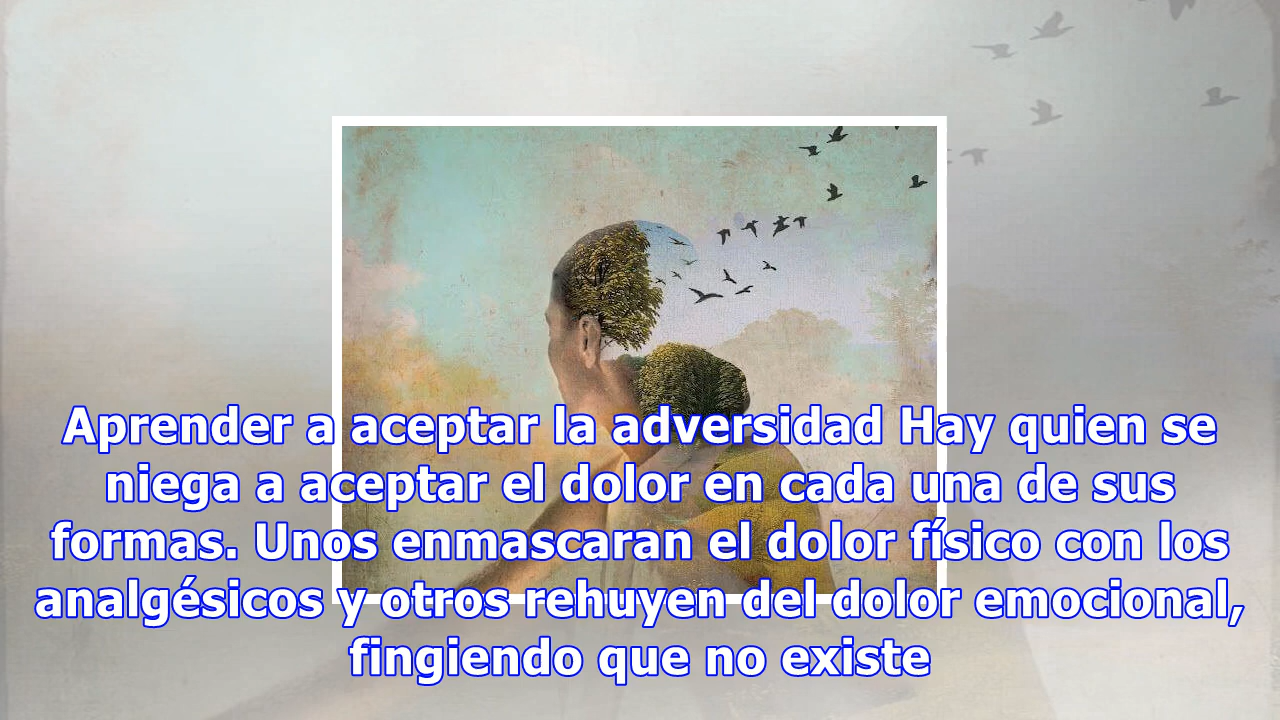 Aprender a aceptar la adversidad Hay quien se
niega a aceptar el dolor en cada una de sus
formas. Unos enmascaran el dolor físico con los
analgésicos y otros rehuyen del dolor emocional,
fingiendo que no existe